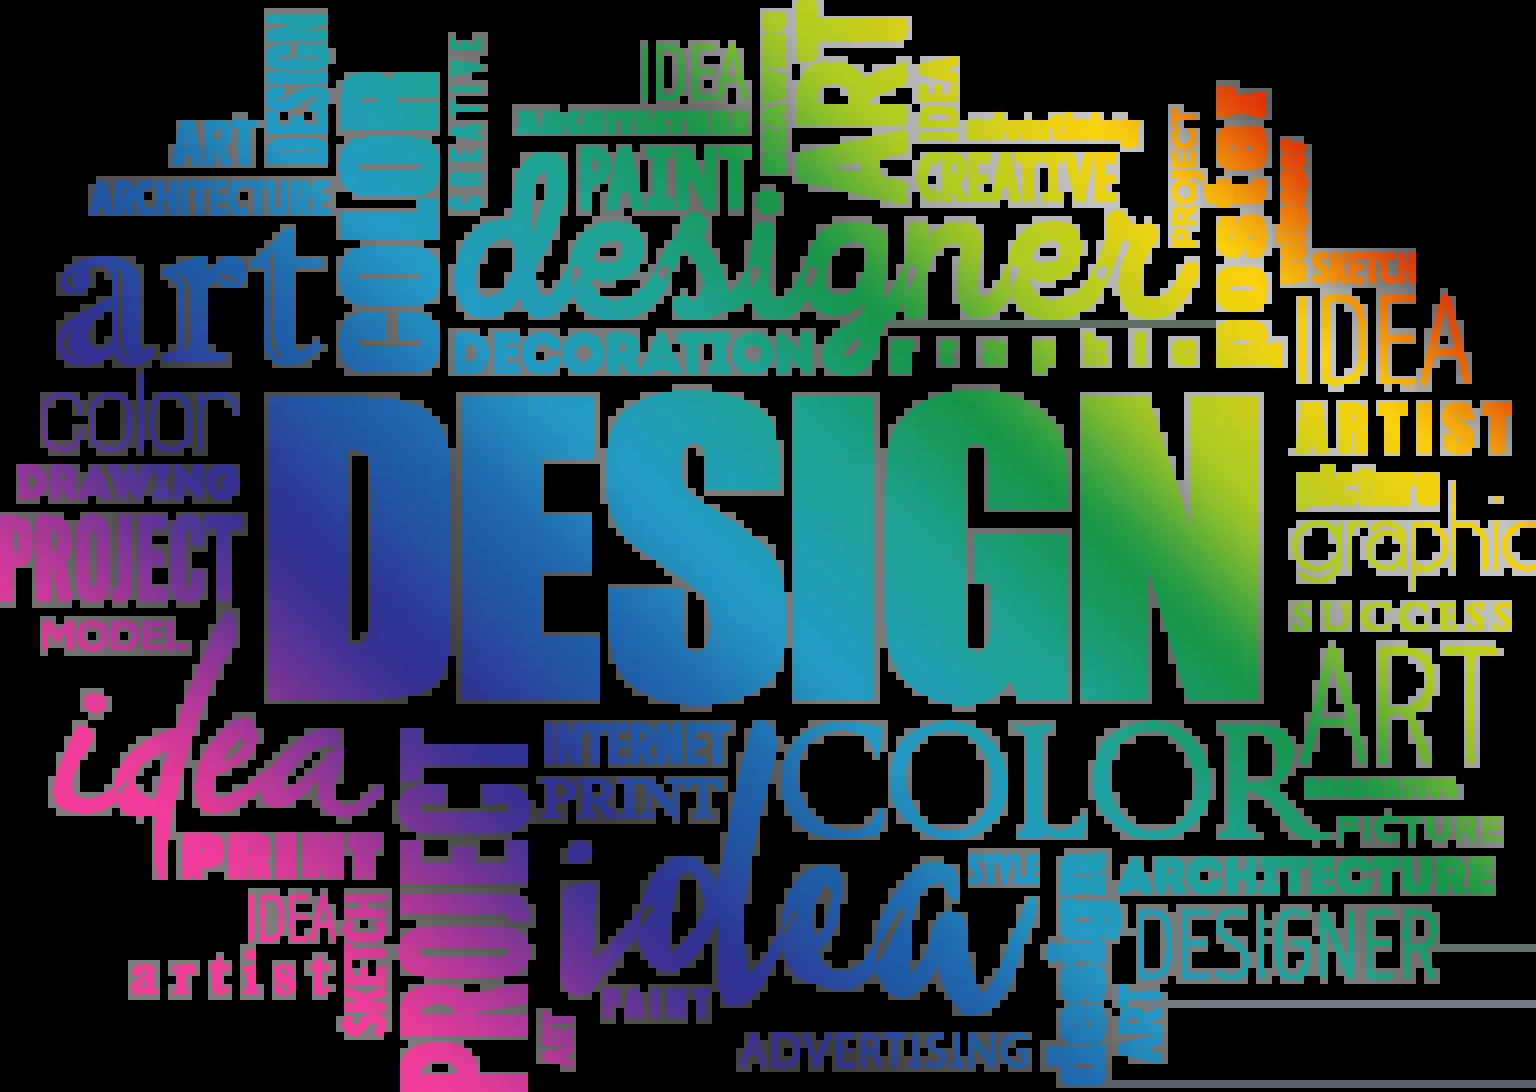 DESIGN
ART
ARCHITECTURE
COLOR
CREATIVE
IDEA
ARCHITECTURE
PAINT
ART
IDEA
advertising
CREATIVE
PROJECT
poster
SKETCH
IDEA
art
designer
DECORATION
graphic
ARTIST
picture
graphic
SUCCESS
color
DRAWING
PROJECT
MODEL
DESIGN
ART
idea
PRINT
PROJECT
INTERNET
PRINT
COLOR
PICTURE
ARCHITECTURE
STYLE
idea
designer
DESIGNER
IDEA
SKETCH
artist
PAINT
ART
ADVERTISING
ART